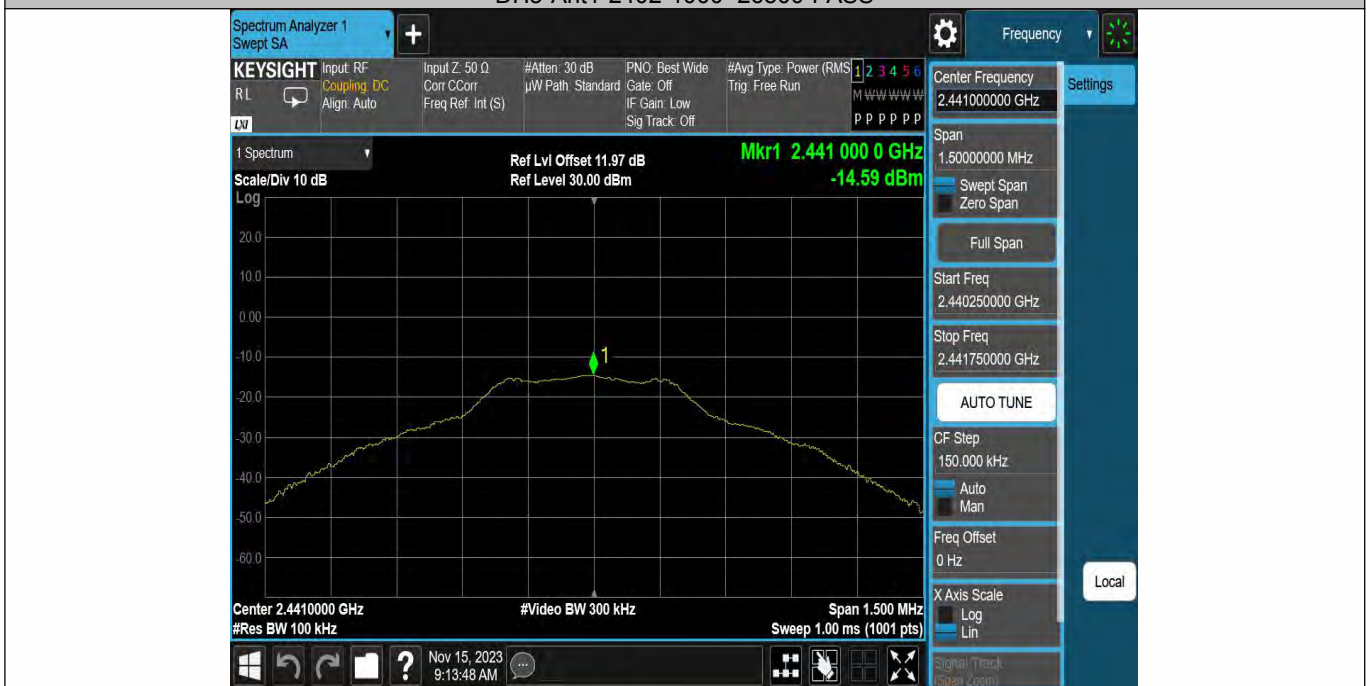 Spectrum Analyzer 1
Swept SA
+
Frequency
KEYSIGHT
RL
LXI
Input: RF
Coupling: DC
Align: Auto
Input Z: 50 Ω
Corr CCorr
Freq Ref: Int (S)
#Atten: 30 dB
µW Path: Standard
PNO: Best Wide
Gate: Off
IF Gain: Low
Sig Track: Off
#Avg Type: Power (RMS
Trig: Free Run
1 2 3 4 5 6
M W W W W W
P P P P P P
1 Spectrum
Scale/Div 10 dB
Ref Lvl Offset 11.97 dB
Ref Level 30.00 dBm
Mkr1 2.441 000 0 GHz
-14.59 dBm
Log
20.0
10.0
0.00
-10.0
-20.0
-30.0
-40.0
-50.0
-60.0
1
Center 2.4410000 GHz
#Res BW 100 kHz
#Video BW 300 kHz
Span 1.500 MHz
Sweep 1.00 ms (1001 pts)
Center Frequency
2.441000000 GHz
Settings
Span
1.50000000 MHz
Swept Span
Zero Span
Full Span
Start Freq
2.440250000 GHz
Stop Freq
2.441750000 GHz
AUTO TUNE
CF Step
150.000 kHz
Auto
Man
Freq Offset
0 Hz
X Axis Scale
Log
Lin
Signal Track
(Span Zoom)
Local
?
Nov 15, 2023
9:13:48 AM